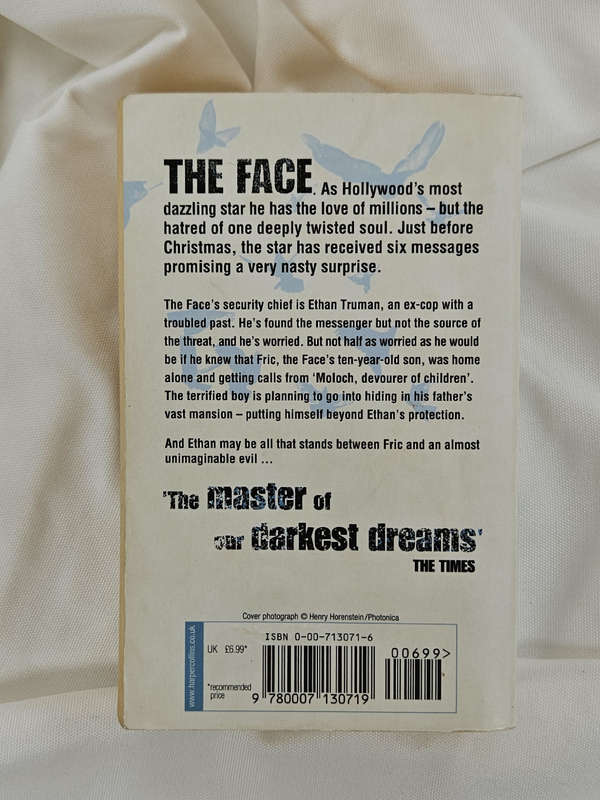 THE FACE. As Hollywood's most
dazzling star he has the love of millions – but the
hatred of one deeply twisted soul. Just before
Christmas, the star has received six messages
promising a very nasty surprise.
The Face's security chief is Ethan Truman, an ex-cop with a
troubled past. He's found the messenger but not the source of
the threat, and he's worried. But not half as worried as he would
be if he knew that Fric, the Face's ten-year-old son, was home
alone and getting calls from 'Moloch, devourer of children'.
The terrified boy is planning to go into hiding in his father's
vast mansion – putting himself beyond Ethan's protection.
And Ethan may be all that stands between Fric and an almost
unimaginable evil ...
'The master of
our darkest dreams'
THE TIMES
Cover photograph © Henry Horenstein/Photonica
www.harpercollins.co.uk
UK £6.99*
*recommended
price
ISBN 0-00-713071-6
00699>
9 780007 130719